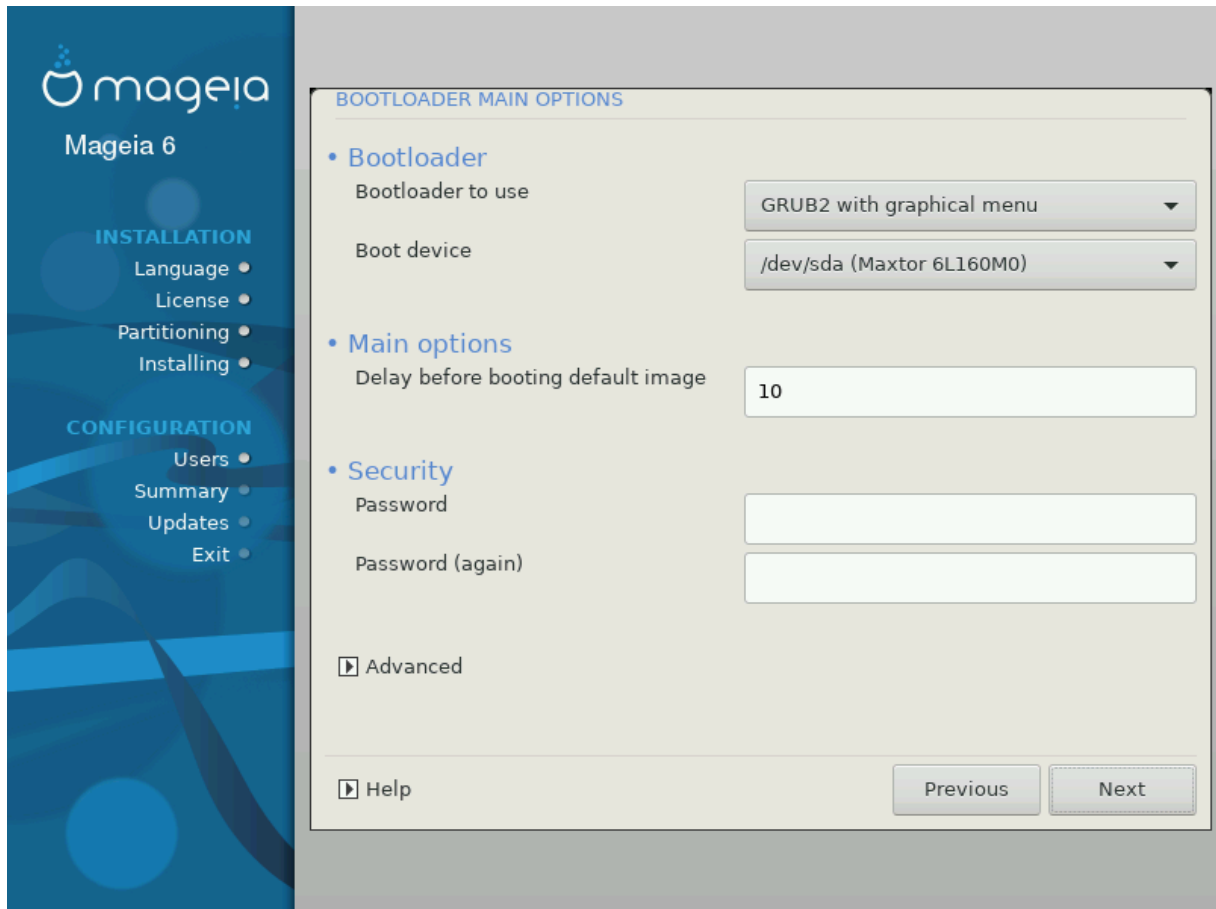 mageia
Mageia 6
INSTALLATION
Language
License
Partitioning
Installing
CONFIGURATION
Users
Summary
Updates
Exit
BOOTLOADER MAIN OPTIONS
• Bootloader
Bootloader to use
GRUB2 with graphical menu
Boot device
/dev/sda (Maxtor 6L160M0)
• Main options
Delay before booting default image
10
• Security
Password
Password (again)
Advanced
Help
Previous
Next